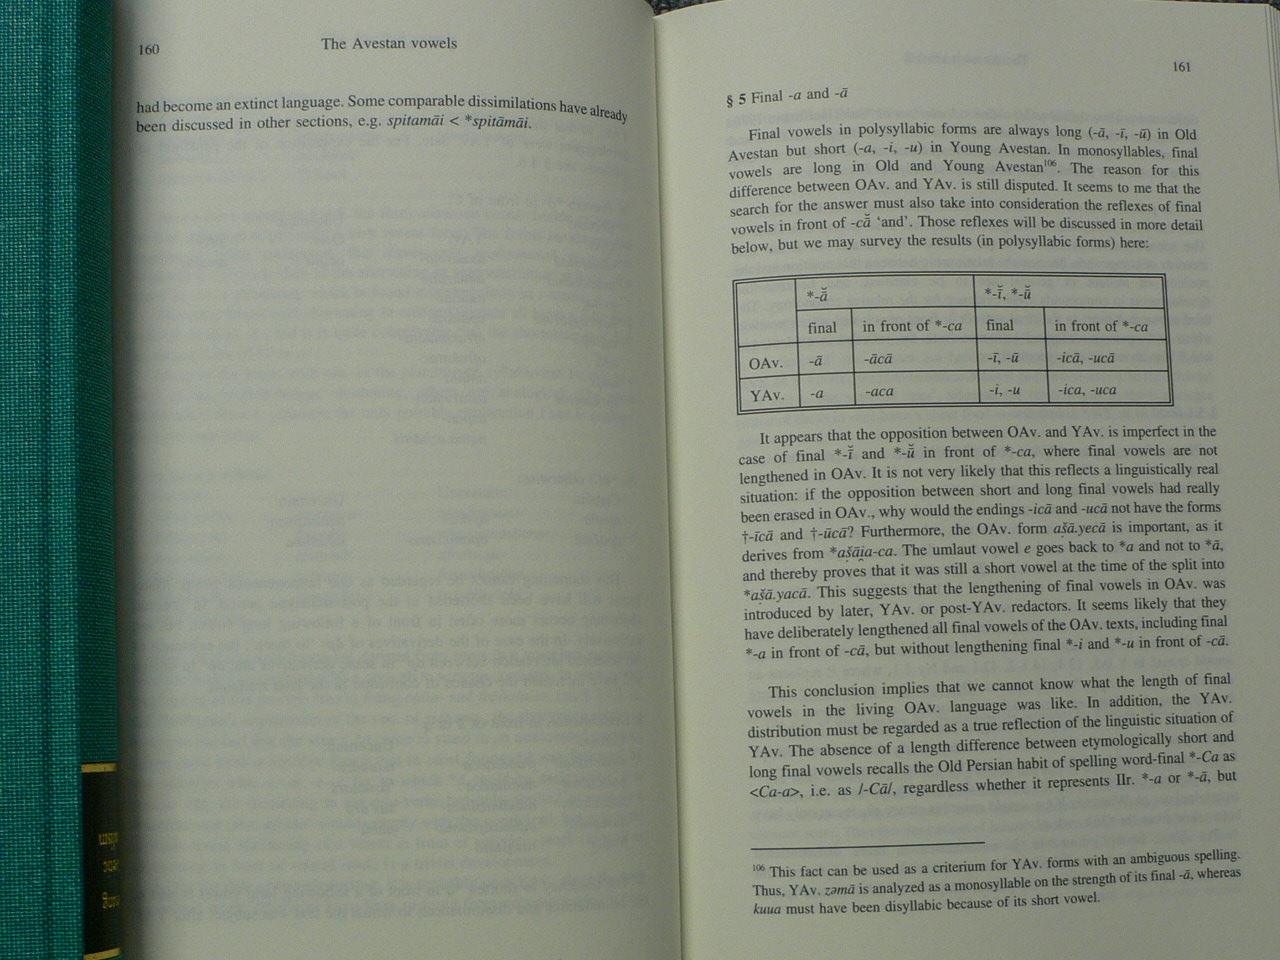 160
The Avestan vowels
had become an extinct language. Some comparable dissimilations have already
been discussed in other sections, e.g. spitamāi < *spitāmāi.
161
§ 5 Final -a and -ā
Final vowels in polysyllabic forms are always long (-ā, -ī, -ū) in Old
Avestan but short (-a, -i, -u) in Young Avestan. In monosyllables, final
vowels are long in Old and Young Avestan¹⁰⁶. The reason for this
difference between OAv. and YAv. is still disputed. It seems to me that the
search for the answer must also take into consideration the reflexes of final
vowels in front of -cā̆ ‘and’. Those reflexes will be discussed in more detail
below, but we may survey the results (in polysyllabic forms) here:
*-ā̆ *-ī̆, *-ū̆
final in front of *-ca final in front of *-ca
OAv. -ā -ācā -ī, -ū -icā, -ucā
YAv. -a -aca -i, -u -ica, -uca
It appears that the opposition between OAv. and YAv. is imperfect in the
case of final *-ī̆ and *-ū̆ in front of *-ca, where final vowels are not
lengthened in OAv. It is not very likely that this reflects a linguistically real
situation: if the opposition between short and long final vowels had really
been erased in OAv., why would the endings -icā and -ucā not have the forms
†-īcā and †-ūcā? Furthermore, the OAv. form aṣ̌ā.yecā is important, as it
derives from *aṣ̌āi̯a-ca. The umlaut vowel e goes back to *a and not to *ā,
and thereby proves that it was still a short vowel at the time of the split into
*aṣ̌ā.yacā. This suggests that the lengthening of final vowels in OAv. was
introduced by later, YAv. or post-YAv. redactors. It seems likely that they
have deliberately lengthened all final vowels of the OAv. texts, including final
*-a in front of -cā, but without lengthening final *-i and *-u in front of -cā.
This conclusion implies that we cannot know what the length of final
vowels in the living OAv. language was like. In addition, the YAv.
distribution must be regarded as a true reflection of the linguistic situation of
YAv. The absence of a length difference between etymologically short and
long final vowels recalls the Old Persian habit of spelling word-final *-Ca as
<Ca-a>, i.e. as /-Cā/, regardless whether it represents IIr. *-a or *-ā, but
¹⁰⁶ This fact can be used as a criterium for YAv. forms with an ambiguous spelling.
Thus, YAv. zəmā is analyzed as a monosyllable on the strength of its final -ā, whereas
kuua must have been disyllabic because of its short vowel.